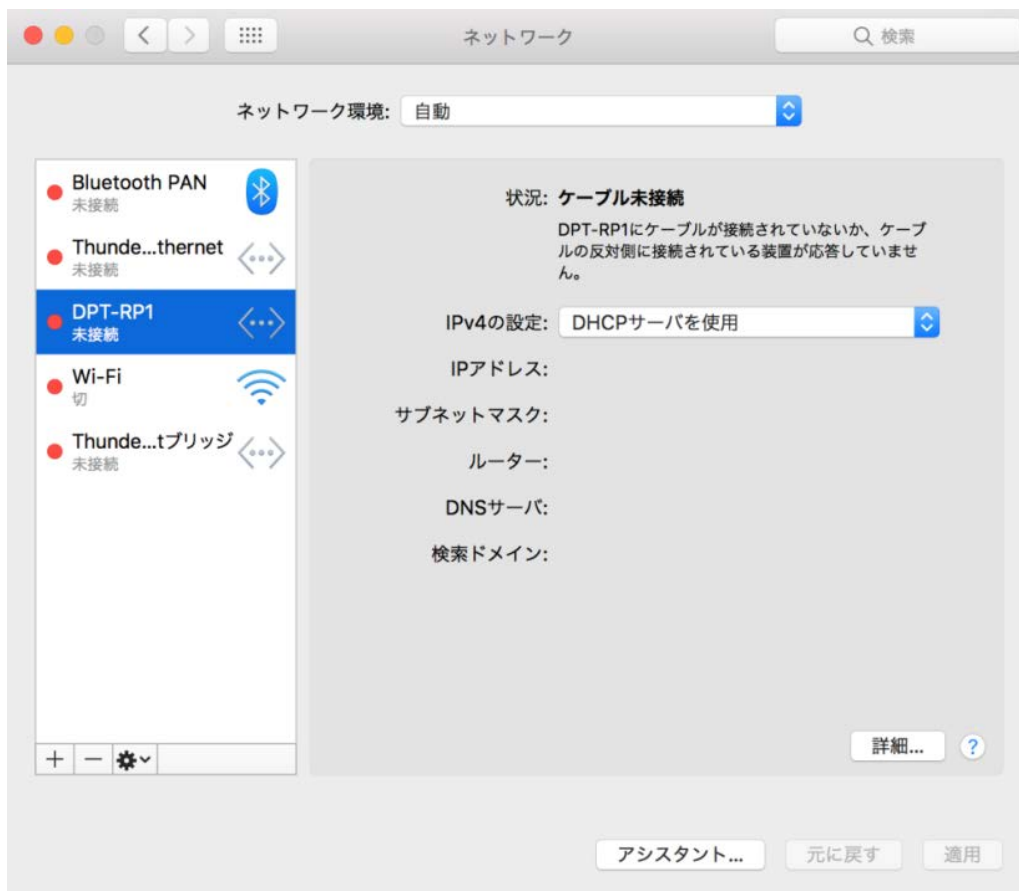 ネットワーク
検索
ネットワーク環境: 自動
Bluetooth PAN
未接続
Thunde...thernet
未接続
DPT-RP1
未接続
Wi-Fi
切
Thunde...tブリッジ
未接続
状況: ケーブル未接続
DPT-RP1にケーブルが接続されていないか、ケーブ
ルの反対側に接続されている装置が応答していませ
ん。
IPv4の設定: DHCPサーバを使用
IPアドレス:
サブネットマスク:
ルーター:
DNSサーバ:
検索ドメイン:
詳細... ?
アシスタント... 元に戻す 適用